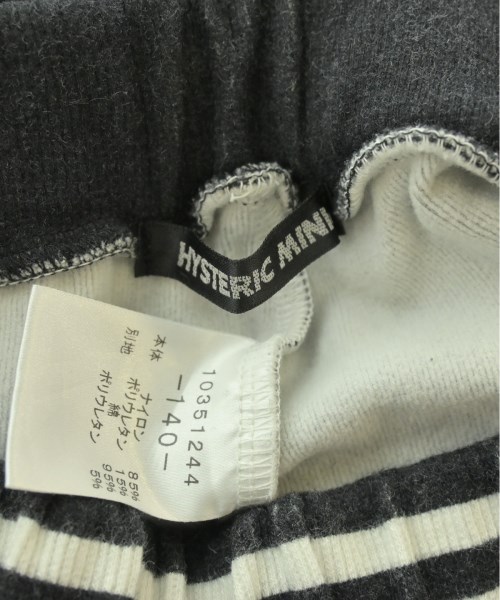 HYSTERIC MINI
10351244
-140-
本体 ナイロン 85%
ポリウレタン 15%
別地 綿 95%
ポリウレタン 5%